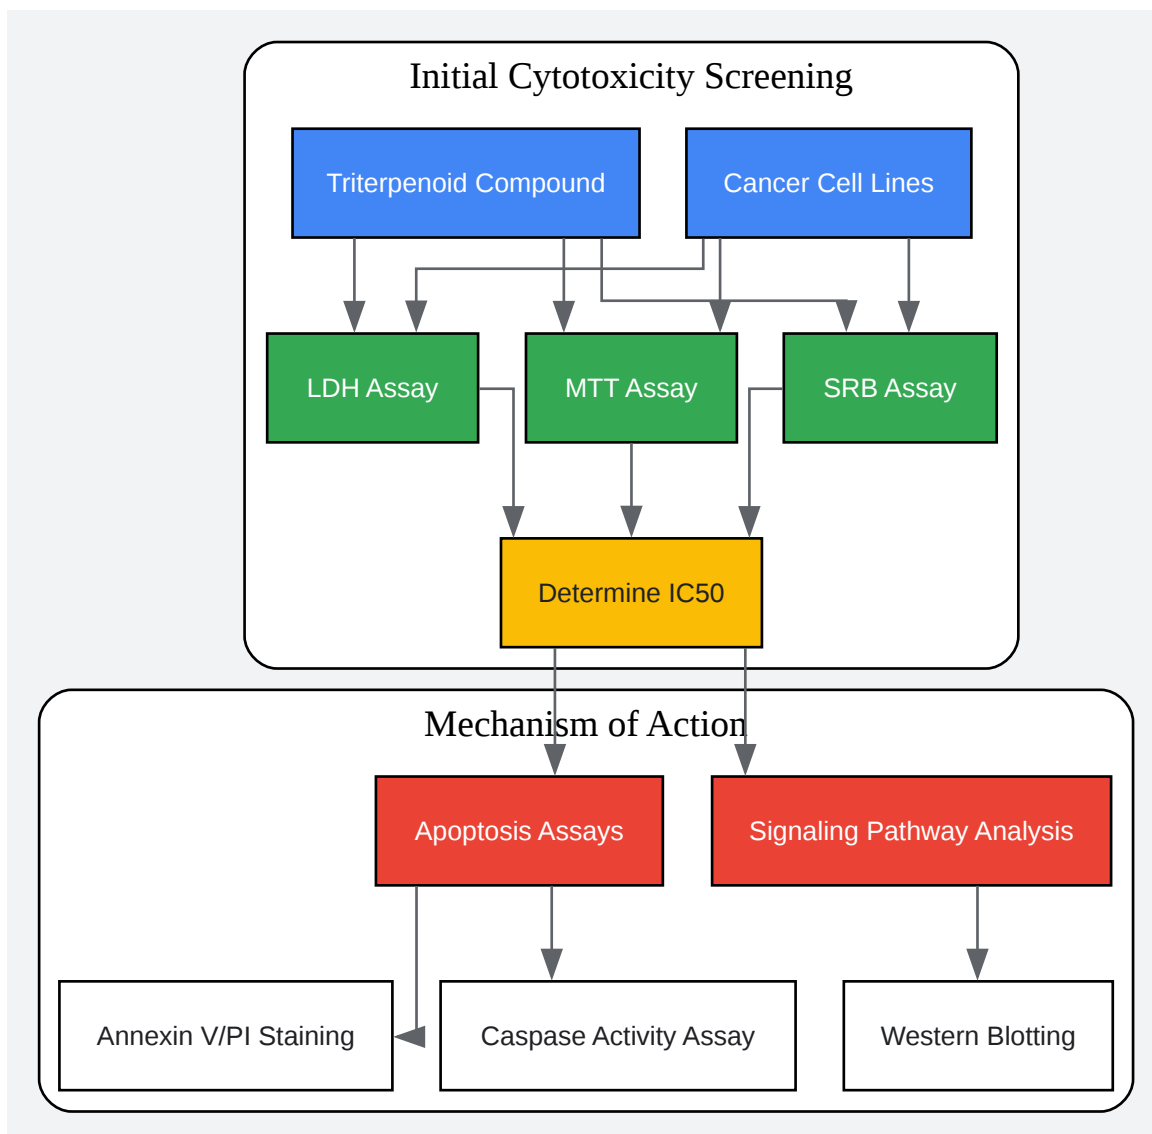 Initial Cytotoxicity Screening
Triterpenoid Compound
Cancer Cell Lines
LDH Assay
MTT Assay
SRB Assay
Determine IC50
Mechanism of Action
Apoptosis Assays
Signaling Pathway Analysis
Annexin V/PI Staining
Caspase Activity Assay
Western Blotting